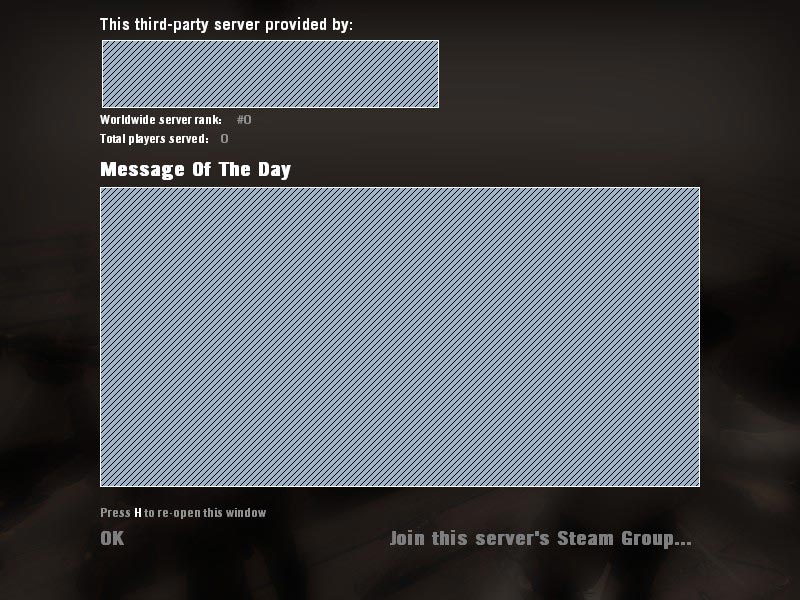 This third-party server provided by:
Worldwide server rank: #0
Total players served: 0
Message Of The Day
Press H to re-open this window
OK
Join this server's Steam Group...